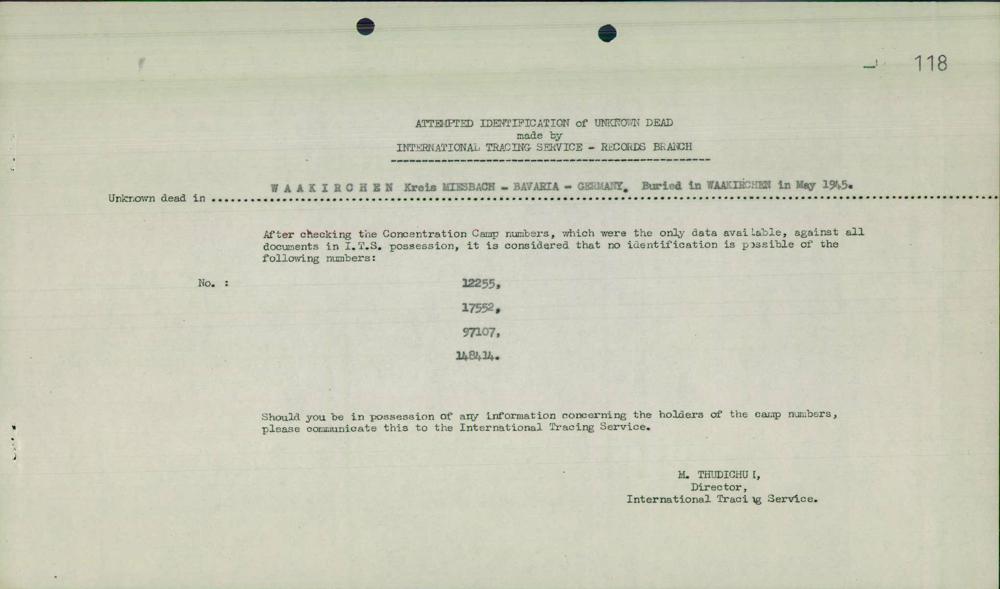 118
ATTEMPTED IDENTIFICATION of UNKNOWN DEAD
made by
INTERNATIONAL TRACING SERVICE - RECORDS BRANCH
Unknown dead in WAAKIRCHEN Kreis MIESBACH - BAVARIA - GERMANY. Buried in WAAKIRCHEN in May 1945.
After checking the Concentration Camp numbers, which were the only data available, against all
documents in I.T.S. possession, it is considered that no identification is possible of the
following numbers:
No. : 12255,
17552,
97107,
148414.
Should you be in possession of any information concerning the holders of the camp numbers,
please communicate this to the International Tracing Service.
M. THUDICHUM,
Director,
International Tracing Service.